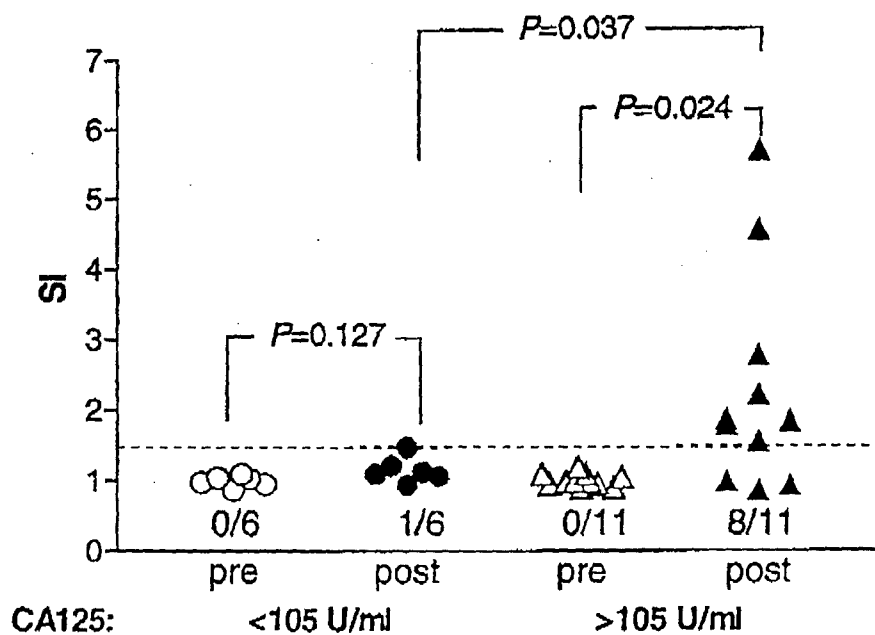 P=0.037
7
P=0.024
6
5
4
SI
P=0.127
3
2
1
0/6 1/6 0/11 8/11
0
pre post pre post
CA125: <105 U/ml >105 U/ml